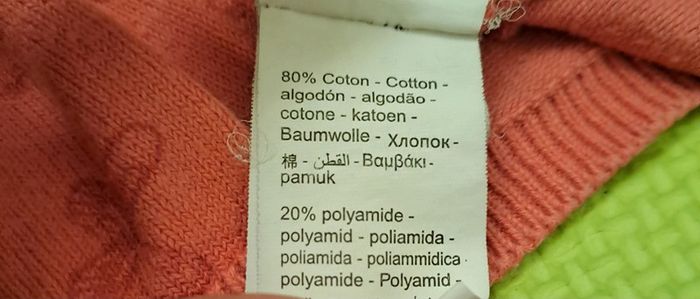 80% Coton - Cotton -
algodón - algodão -
cotone - katoen -
Baumwolle - Хлопок -
棉 - القطن - Βαμβάκι -
pamuk
20% polyamide -
polyamid - poliamida -
poliamida - poliammidica -
polyamide - Polyamid -